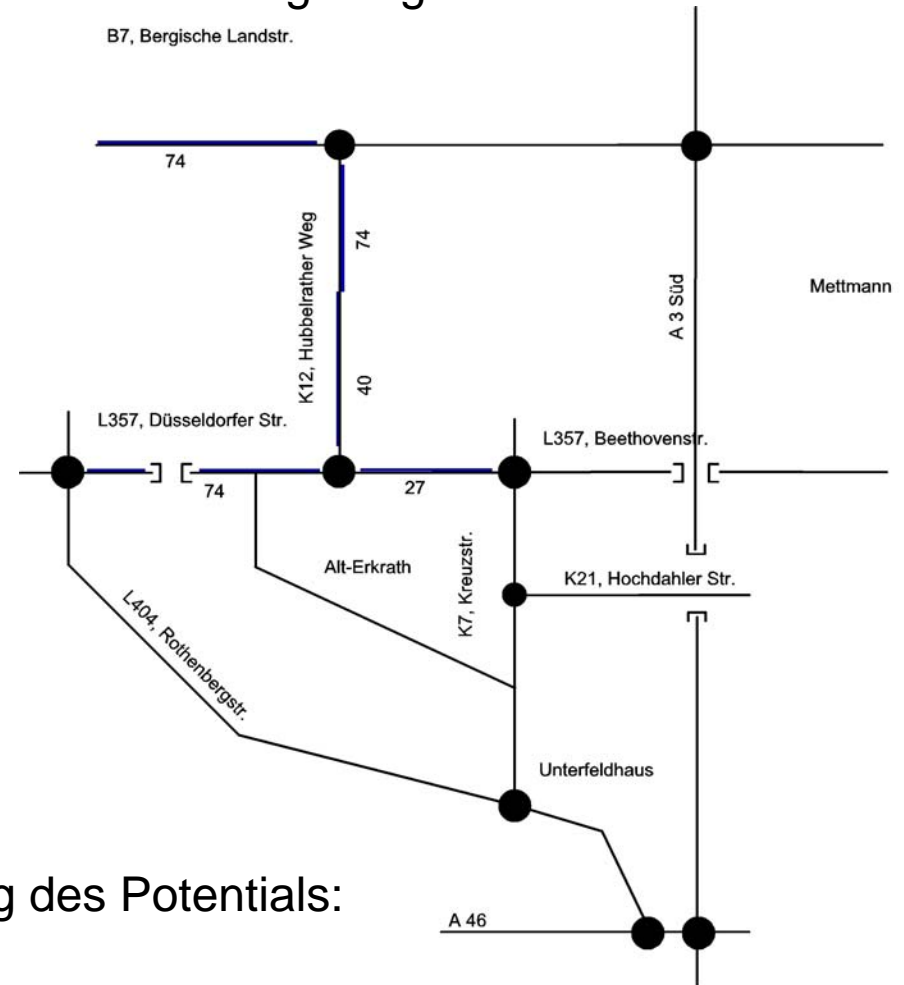 B7, Bergische Landstr.
74
K12, Hubbelrather Weg
74
A 3 Süd
Mettmann
40
L357, Düsseldorfer Str.
L357, Beethovenstr.
74
27
Alt-Erkrath
K7, Kreuzstr.
K21, Hochdahler Str.
L404, Rothenbergstr.
Unterfeldhaus
des Potentials:
A 46